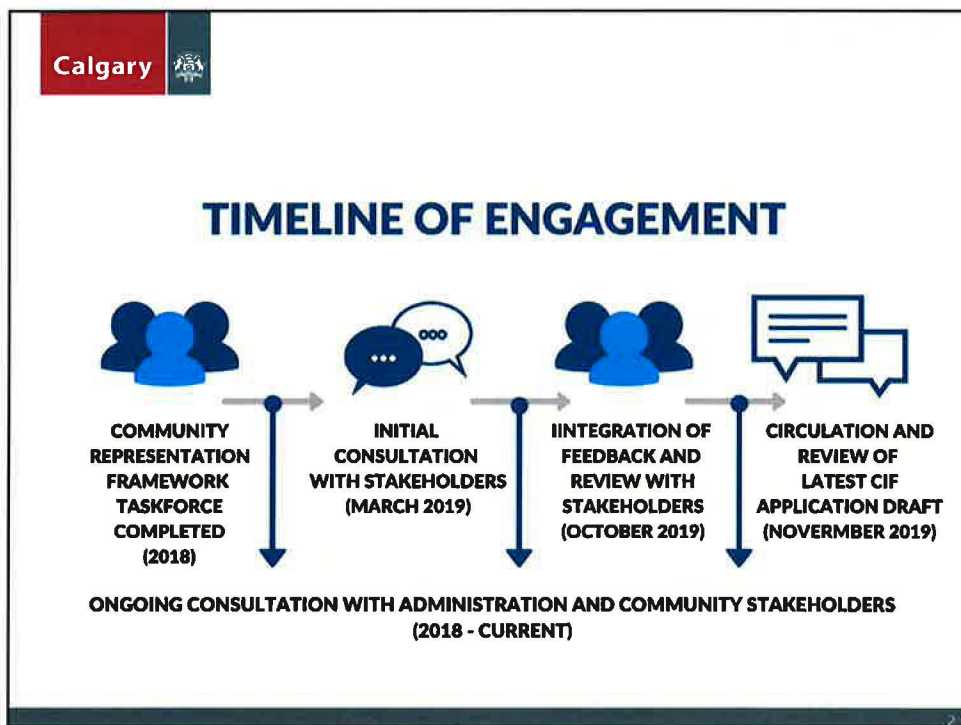 Calgary
TIMELINE OF ENGAGEMENT
COMMUNITY
REPRESENTATION
FRAMEWORK
TASKFORCE
COMPLETED
(2018)
INITIAL
CONSULTATION
WITH STAKEHOLDERS
(MARCH 2019)
IINTEGRATION OF
FEEDBACK AND
REVIEW WITH
STAKEHOLDERS
(OCTOBER 2019)
CIRCULATION AND
REVIEW OF
LATEST CIF
APPLICATION DRAFT
(NOVERMBER 2019)
ONGOING CONSULTATION WITH ADMINISTRATION AND COMMUNITY STAKEHOLDERS
(2018 - CURRENT)
2